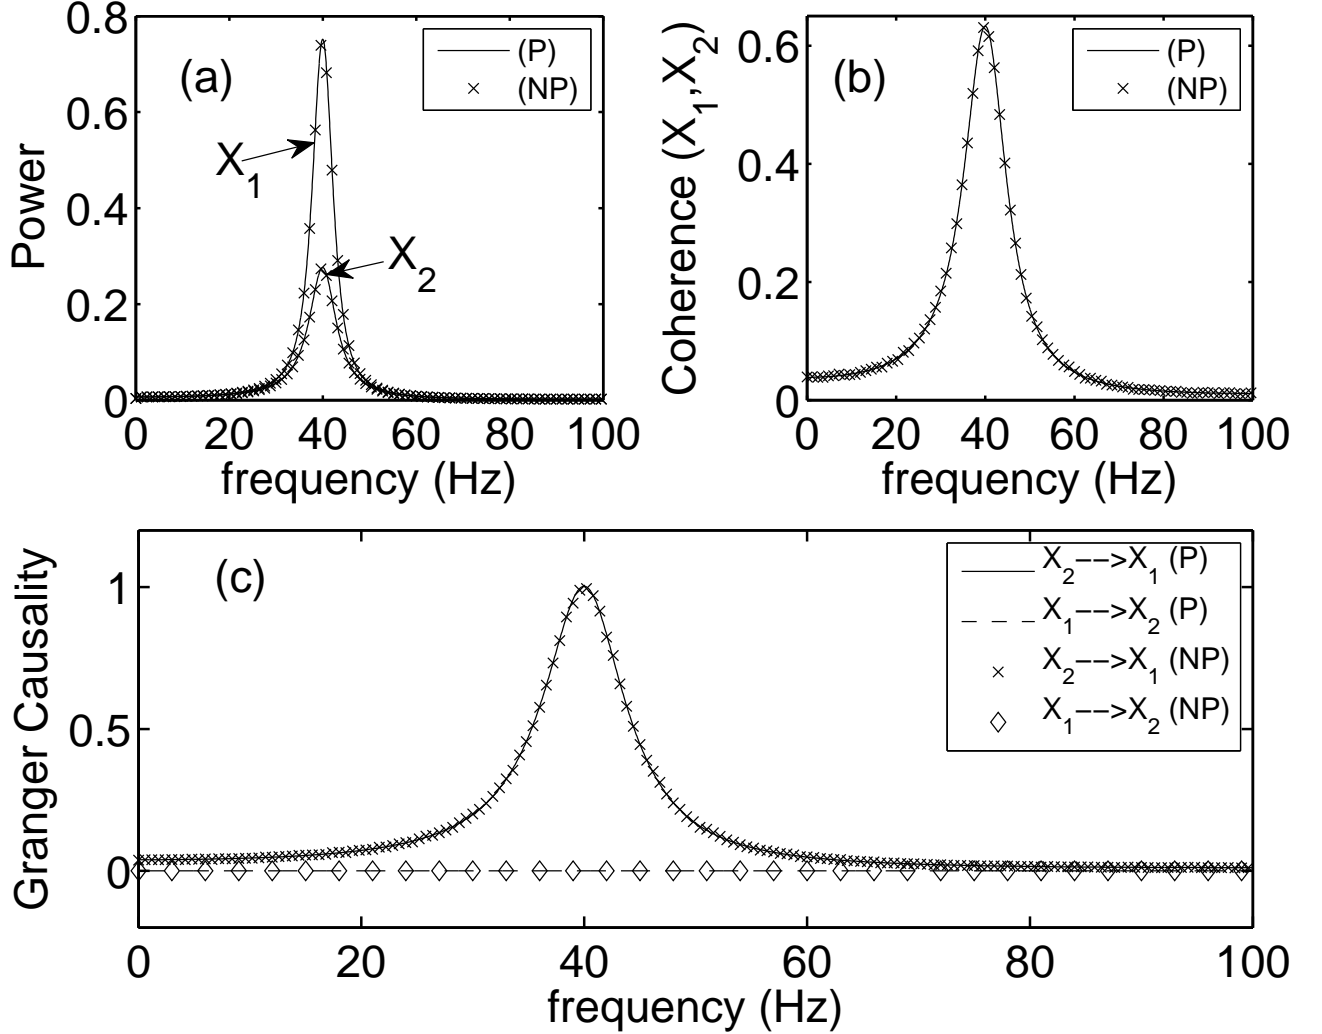 (a)
X1
X2
(P)
(NP)
Power
0.8
0.6
0.4
0.2
0
0 20 40 60 80 100
frequency (Hz)
(b)
(P)
(NP)
Coherence (X1,X2)
0.6
0.4
0.2
0
0 20 40 60 80 100
frequency (Hz)
(c)
X2-->X1 (P)
X1-->X2 (P)
X2-->X1 (NP)
X1-->X2 (NP)
Granger Causality
1
0.5
0
0 20 40 60 80 100
frequency (Hz)